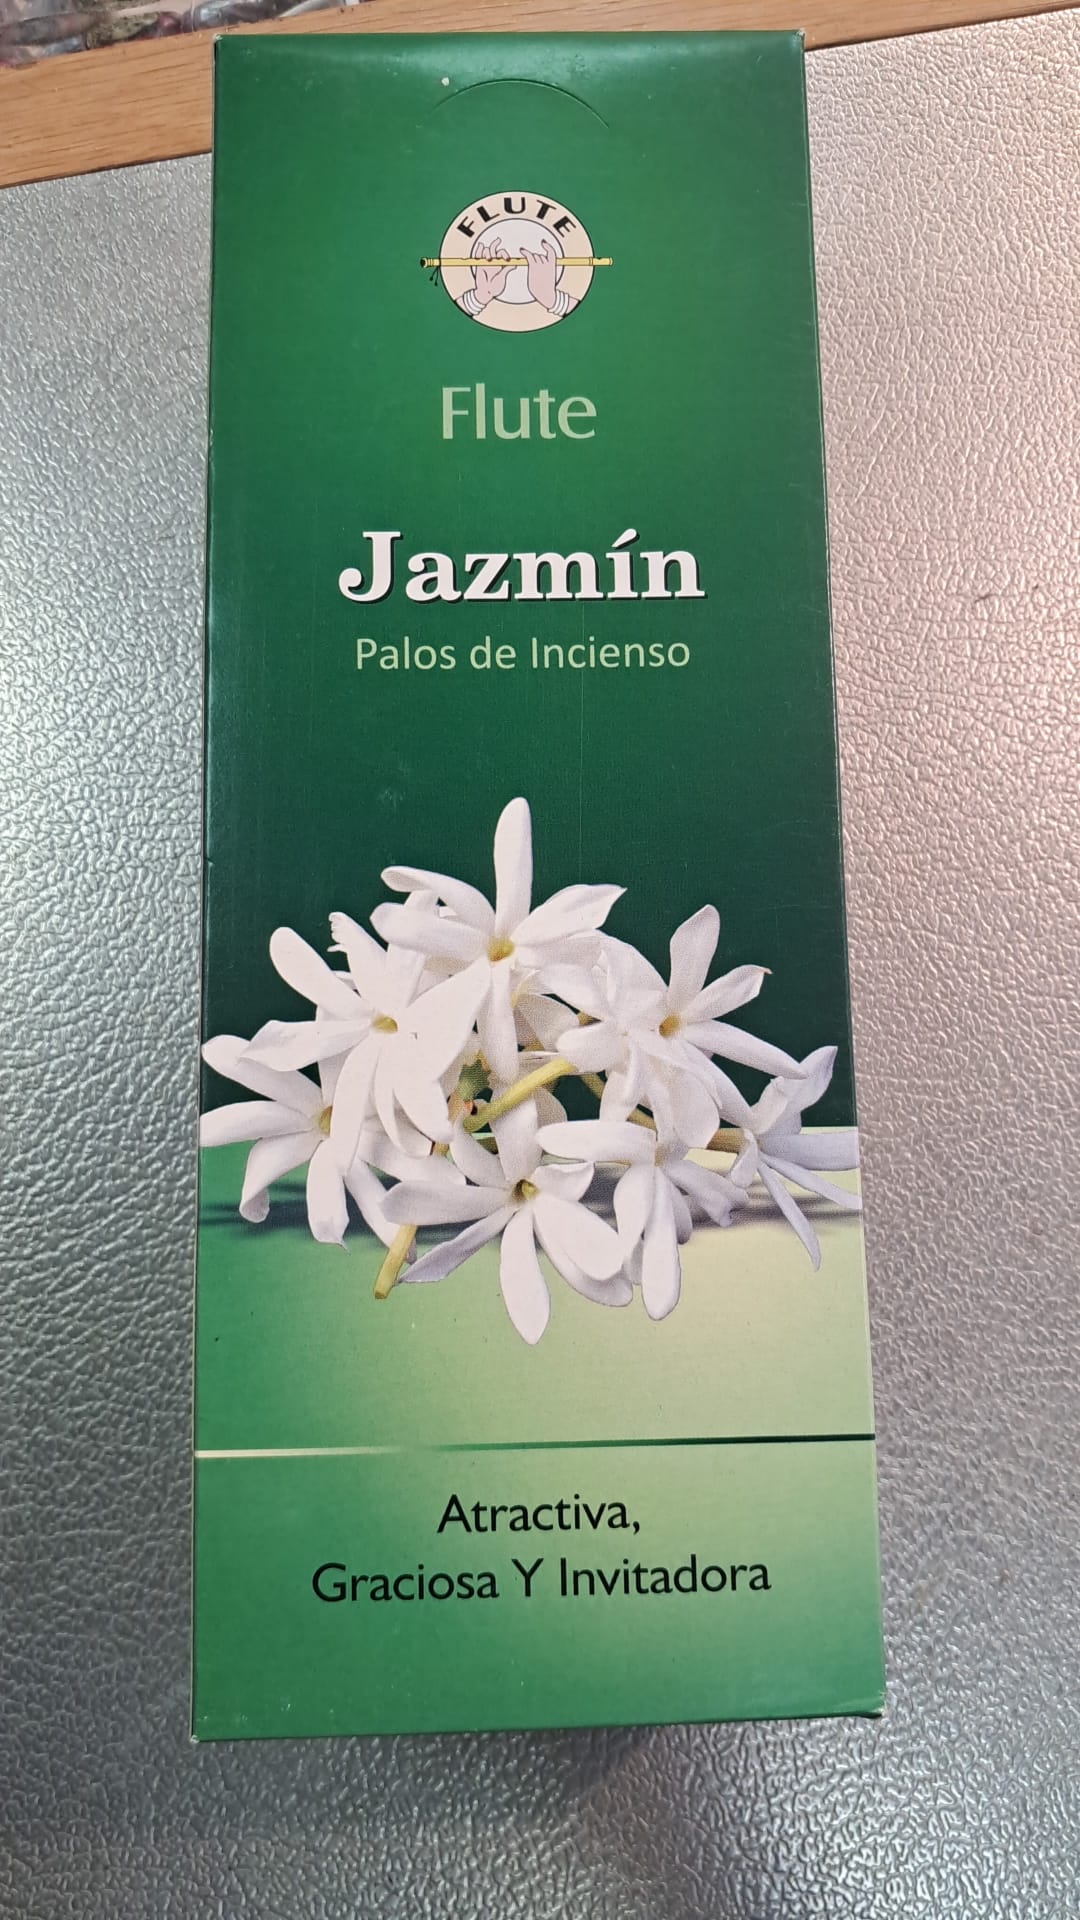 FLUTE
Flute
Jazmín
Palos de Incienso
Atractiva,
Graciosa Y Invitadora